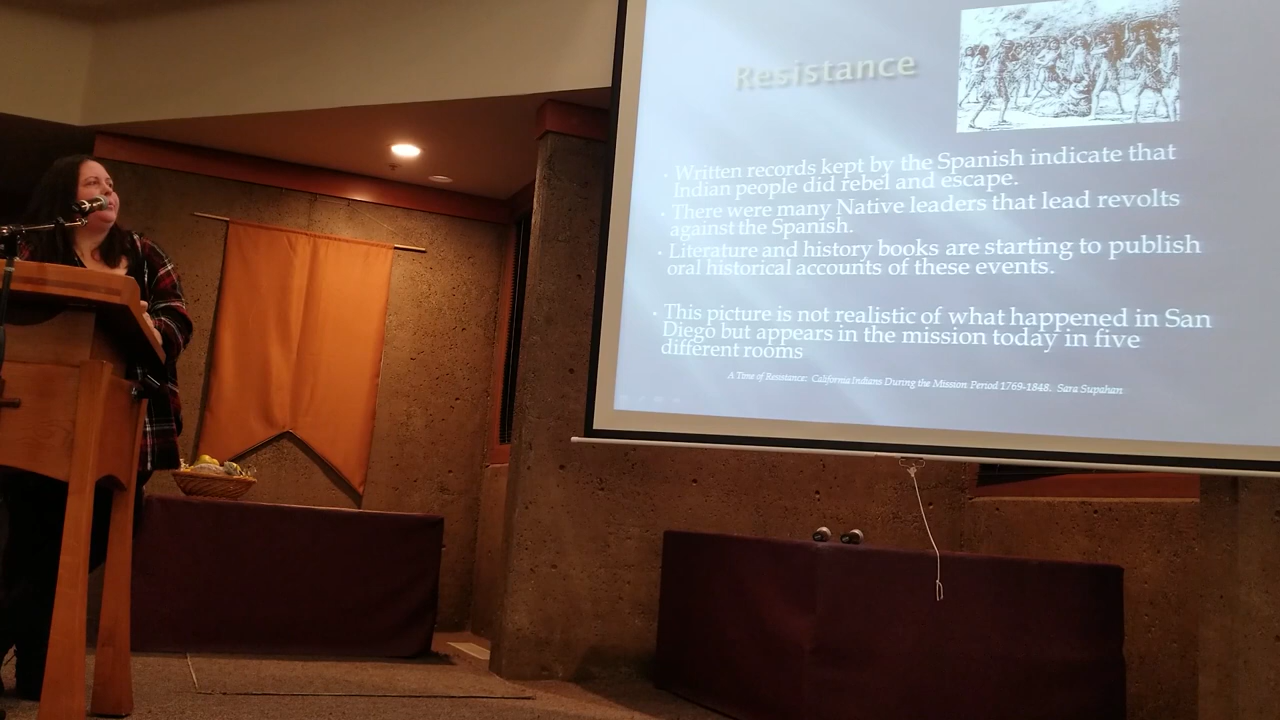 Resistance
· Written records kept by the Spanish indicate that
Indian people did rebel and escape.
· There were many Native leaders that lead revolts
against the Spanish.
· Literature and history books are starting to publish
oral historical accounts of these events.
· This picture is not realistic of what happened in San
Diego but appears in the mission today in five
different rooms
A Time of Resistance: California Indians During the Mission Period 1769-1848. Sara Supahan